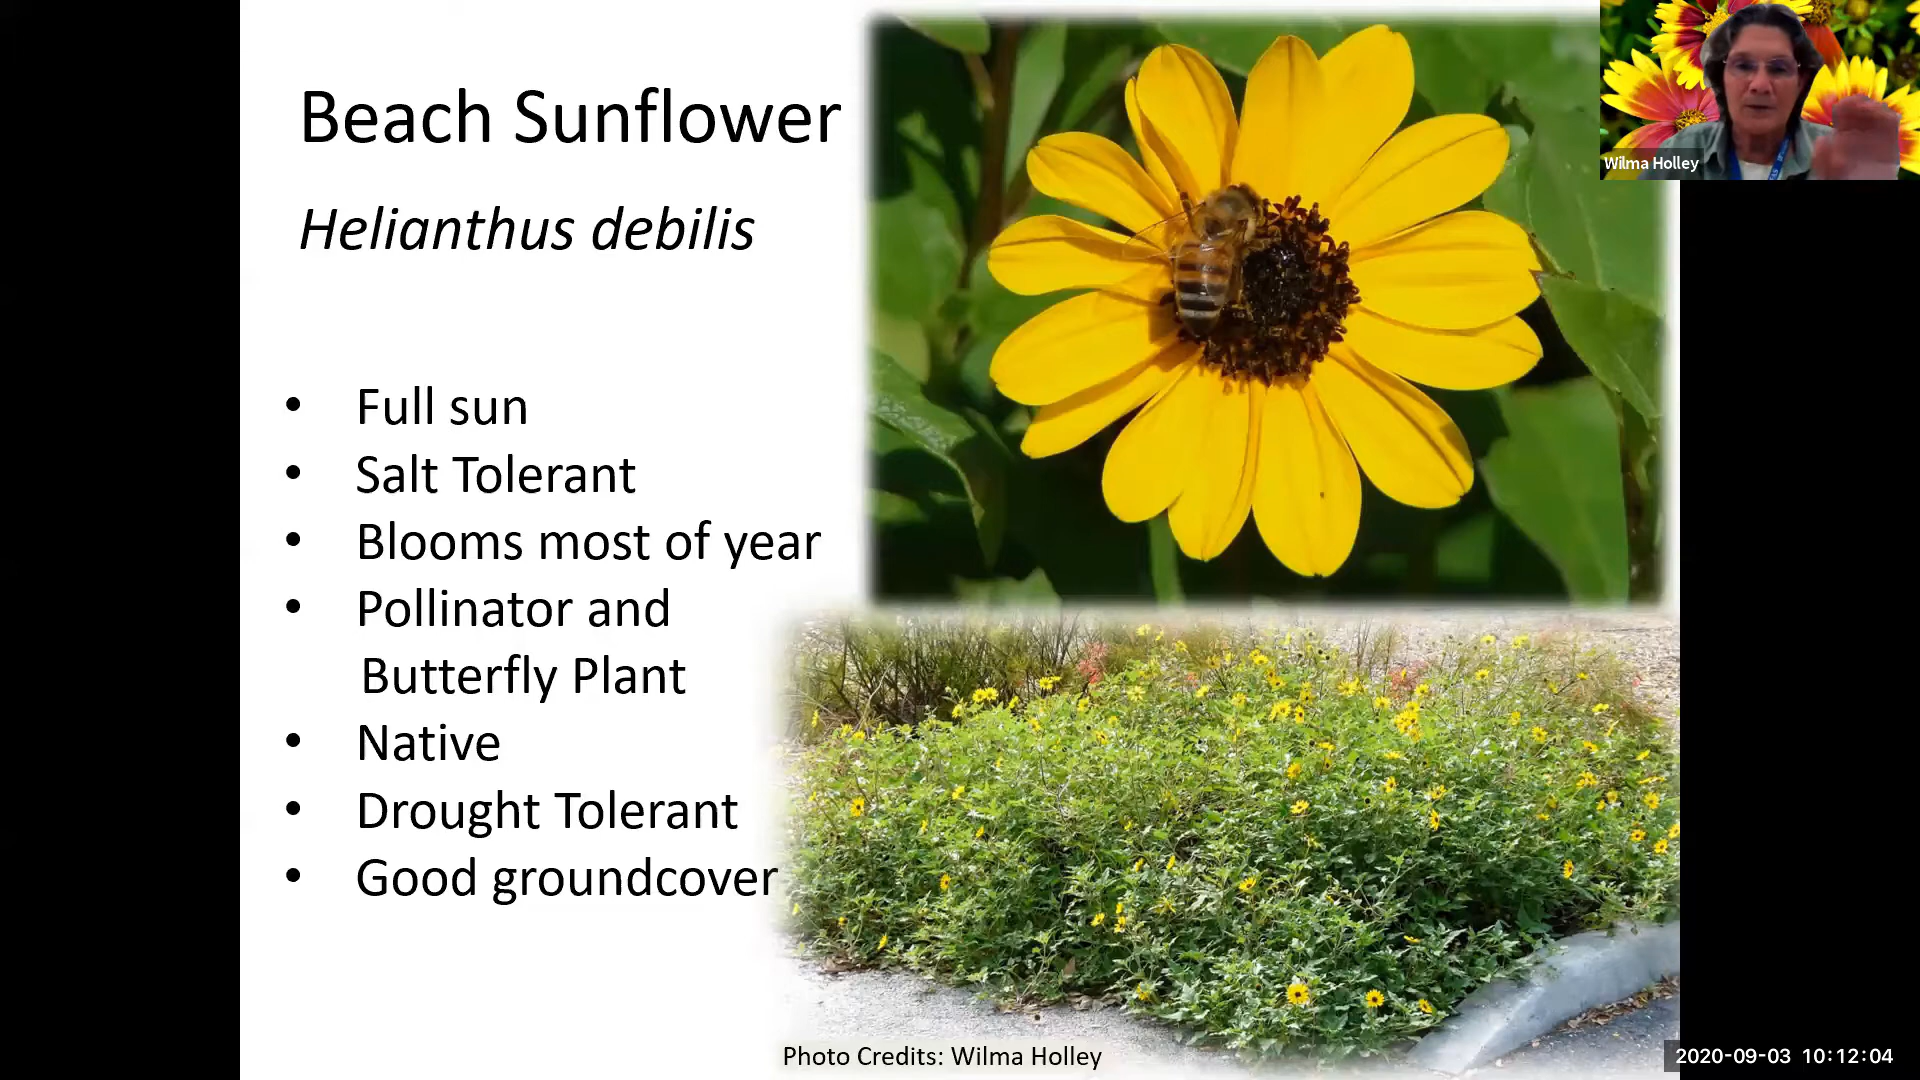 Beach Sunflower
Helianthus debilis
• Full sun
• Salt Tolerant
• Blooms most of year
• Pollinator and
Butterfly Plant
• Native
• Drought Tolerant
• Good groundcover
Photo Credits: Wilma Holley
Wilma Holley
2020-09-03 10:12:04